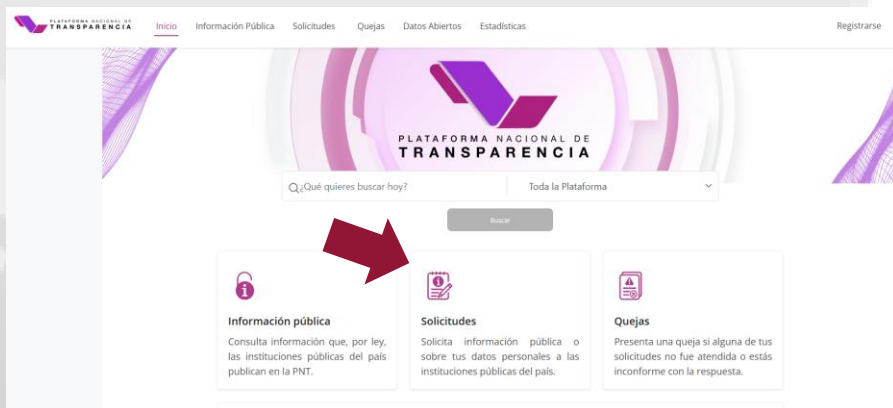 PLATAFORMA NACIONAL DE
TRANSPARENCIA
Inicio
Información Pública
Solicitudes
Quejas
Datos Abiertos
Estadísticas
Registrarse
PLATAFORMA NACIONAL DE
TRANSPARENCIA
¿Qué quieres buscar hoy?
Toda la Plataforma
Buscar
Información pública
Consulta información que, por ley,
las instituciones públicas del país
publican en la PNT.
Solicitudes
Solicita información pública o
sobre tus datos personales a las
instituciones públicas del país.
Quejas
Presenta una queja si alguna de tus
solicitudes no fue atendida o estás
inconforme con la respuesta.